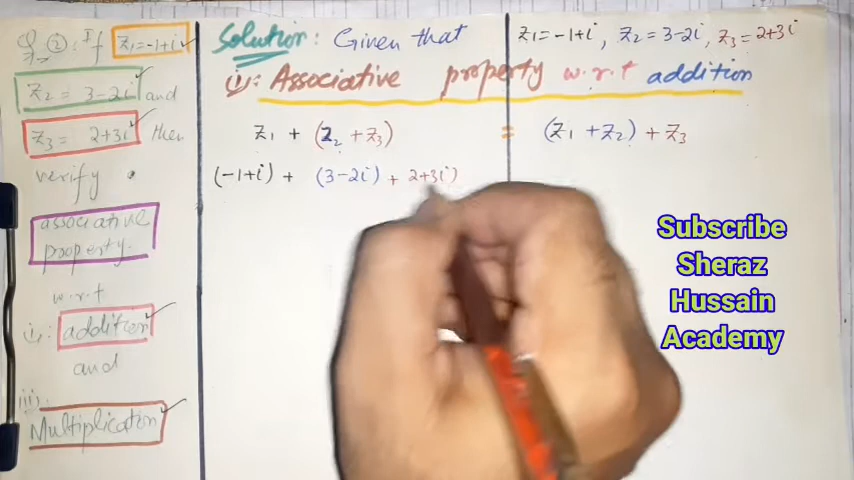 Q ②: If z₁=-1+i
z₂ = 3-2i and
z₃ = 2+3i then
verify
associative
property.
w.r.t
i: addition
and
ii:
Multiplication
Solution: Given that z₁=-1+i, z₂=3-2i, z₃=2+3i
i: Associative property w.r.t addition
z₁ + (z₂ + z₃) = (z₁ + z₂) + z₃
(-1+i) + (3-2i) + 2+3i)
Subscribe
Sheraz
Hussain
Academy